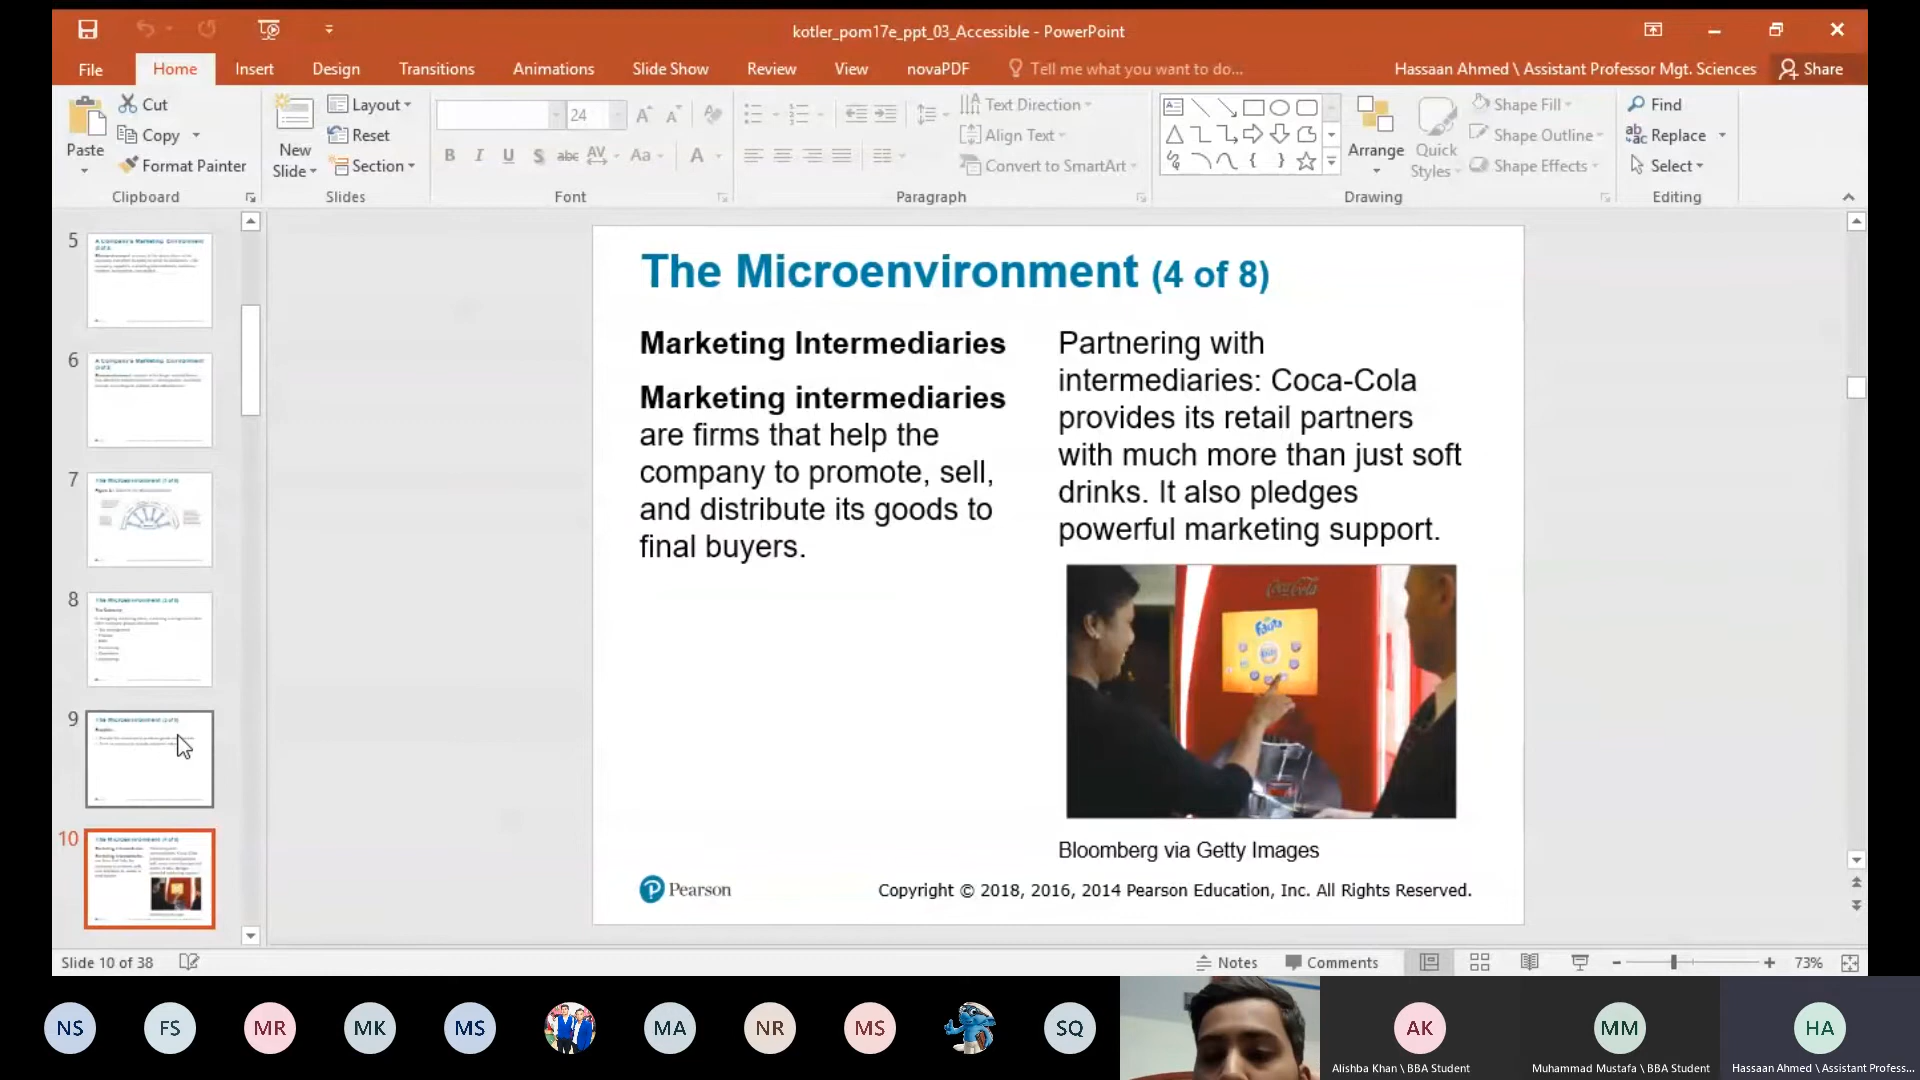 kotler_pom17e_ppt_03_Accessible - PowerPoint
File Home Insert Design Transitions Animations Slide Show Review View novaPDF Tell me what you want to do... Hassaan Ahmed \ Assistant Professor Mgt. Sciences Share
Paste
Cut
Copy
Format Painter
Clipboard
New
Slide
Layout
Reset
Section
Slides
24
B I U S abc AV Aa A
Font
Text Direction
Align Text
Convert to SmartArt
Paragraph
Arrange
Quick
Styles
Shape Fill
Shape Outline
Shape Effects
Drawing
Find
Replace
Select
Editing
5
6
7
8
9
10
The Microenvironment (4 of 8)
Marketing Intermediaries
Marketing intermediaries
are firms that help the
company to promote, sell,
and distribute its goods to
final buyers.
Partnering with
intermediaries: Coca-Cola
provides its retail partners
with much more than just soft
drinks. It also pledges
powerful marketing support.
Coca-Cola
Fanta
Bloomberg via Getty Images
Pearson
Copyright © 2018, 2016, 2014 Pearson Education, Inc. All Rights Reserved.
Slide 10 of 38
Notes
Comments
73%
NS FS MR MK MS MA NR MS SQ AK MM HA
Alishba Khan \ BBA Student
Muhammad Mustafa \ BBA Student
Hassaan Ahmed \ Assistant Profess...